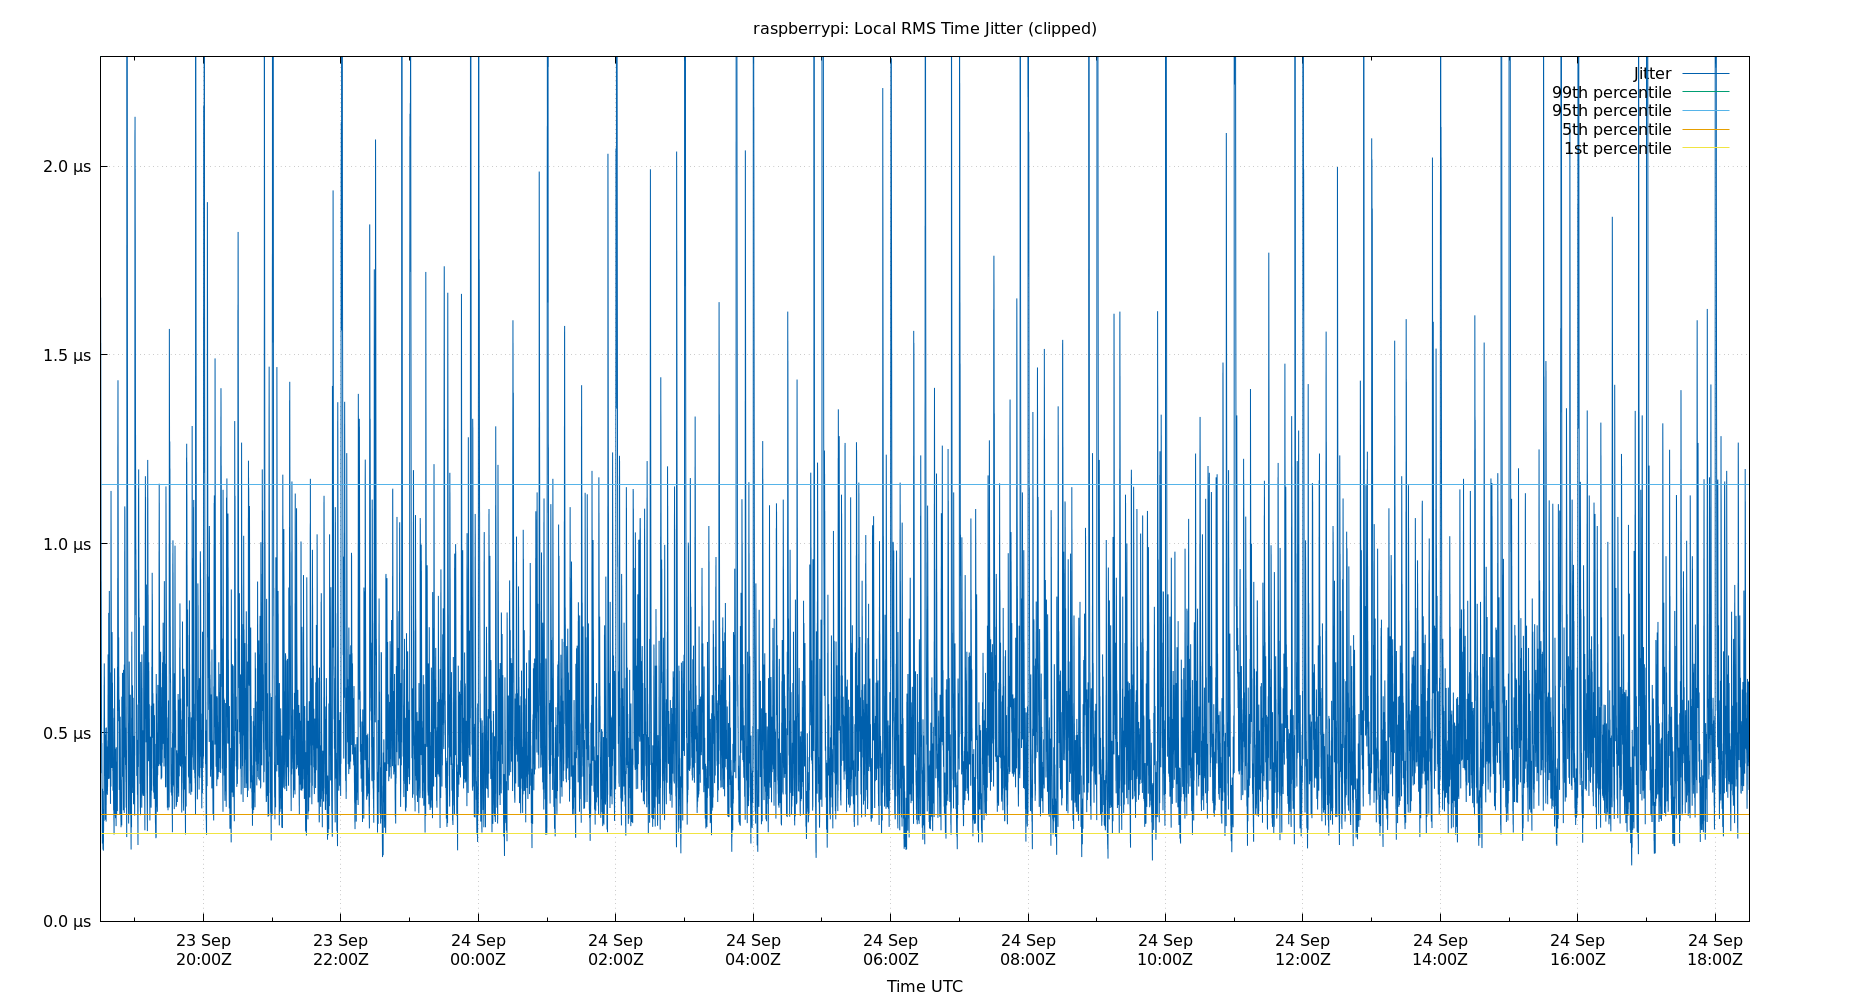 raspberrypi: Local RMS Time Jitter (clipped)
Jitter
99th percentile
95th percentile
5th percentile
1st percentile
2.0 µs
1.5 µs
1.0 µs
0.5 µs
0.0 µs
23 Sep 23 Sep 24 Sep 24 Sep 24 Sep 24 Sep 24 Sep 24 Sep 24 Sep 24 Sep 24 Sep 24 Sep
20:00Z 22:00Z 00:00Z 02:00Z 04:00Z 06:00Z 08:00Z 10:00Z 12:00Z 14:00Z 16:00Z 18:00Z
Time UTC